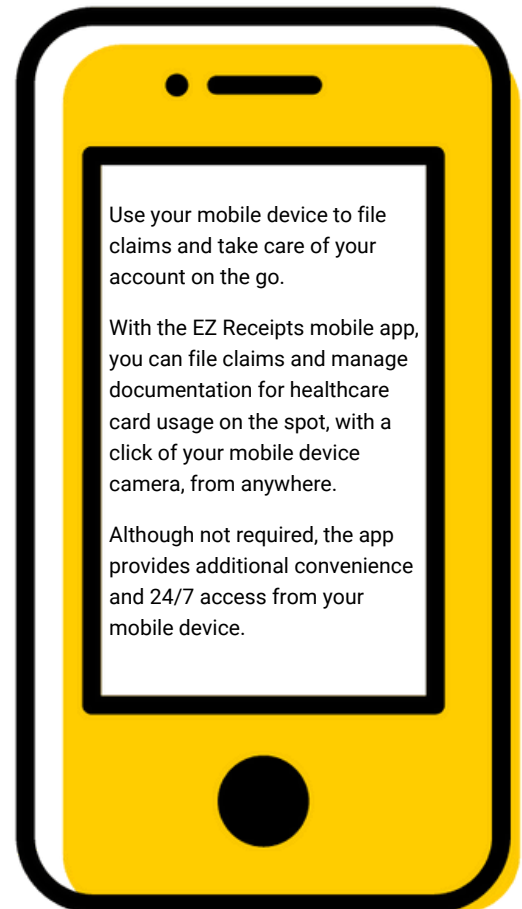 Use your mobile device to file
claims and take care of your
account on the go.
With the EZ Receipts mobile app,
you can file claims and manage
documentation for healthcare
card usage on the spot, with a
click of your mobile device
camera, from anywhere.
Although not required, the app
provides additional convenience
and 24/7 access from your
mobile device.